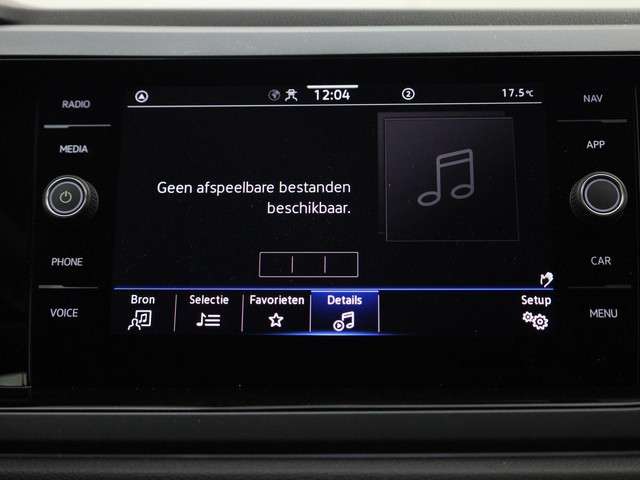 RADIO
MEDIA
PHONE
VOICE
12:04
2
17.5°C
Geen afspeelbare bestanden
beschikbaar.
Bron
Selectie
Favorieten
Details
Setup
NAV
APP
CAR
MENU